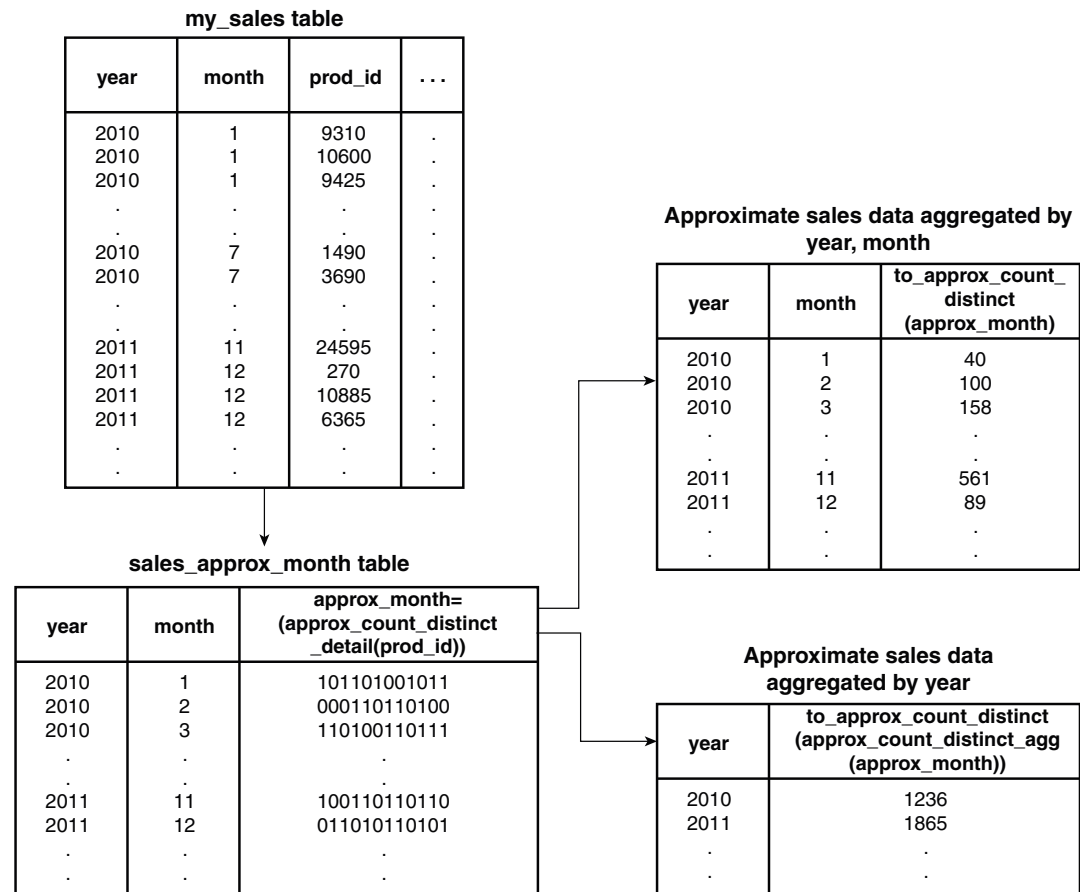 my_sales table
year month prod_id . . .
2010 1 9310 .
2010 1 10600 .
2010 1 9425 .
. . . .
. . . .
2010 7 1490 .
2010 7 3690 .
. . . .
. . . .
2011 11 24595 .
2011 12 270 .
2011 12 10885 .
2011 12 6365 .
. . . .
. . . .
sales_approx_month table
year month approx_month=
(approx_count_distinct
_detail(prod_id))
2010 1 101101001011
2010 2 000110110100
2010 3 110100110111
. . .
. . .
2011 11 100110110110
2011 12 011010110101
. . .
. . .
Approximate sales data aggregated by
year, month
year month to_approx_count_
distinct
(approx_month)
2010 1 40
2010 2 100
2010 3 158
. . .
. . .
2011 11 561
2011 12 89
. . .
. . .
Approximate sales data
aggregated by year
year to_approx_count_distinct
(approx_count_distinct_agg
(approx_month))
2010 1236
2011 1865
. .
. .